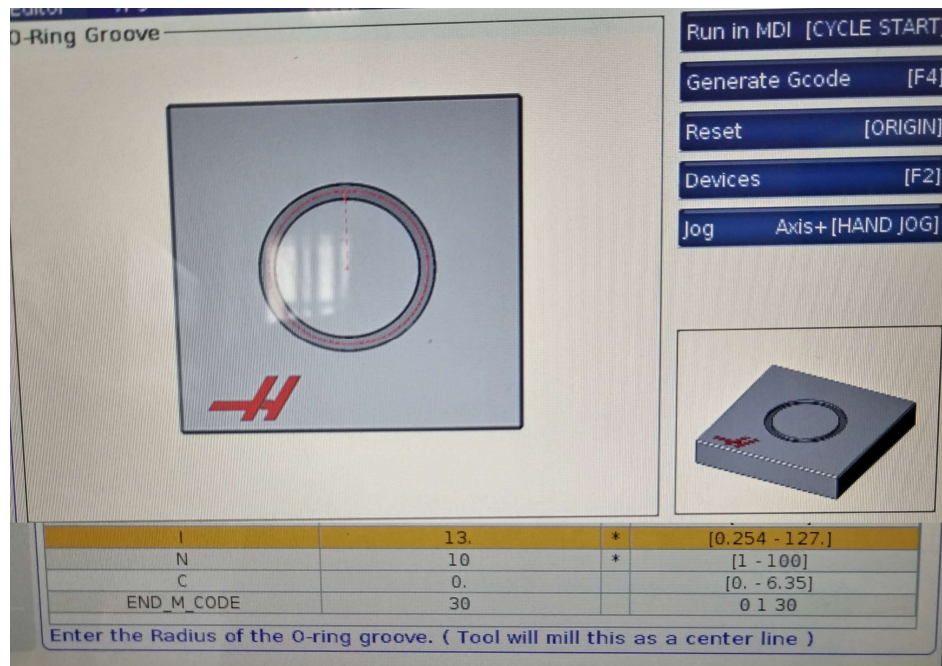 O-Ring Groove
Run in MDI [CYCLE START]
Generate Gcode [F4]
Reset [ORIGIN]
Devices [F2]
Jog Axis+[HAND JOG]
I 13. * [0.254 - 127.]
N 10 * [1 - 100]
C 0. [0. - 6.35]
END_M_CODE 30 0 1 30
Enter the Radius of the O-ring groove. ( Tool will mill this as a center line )